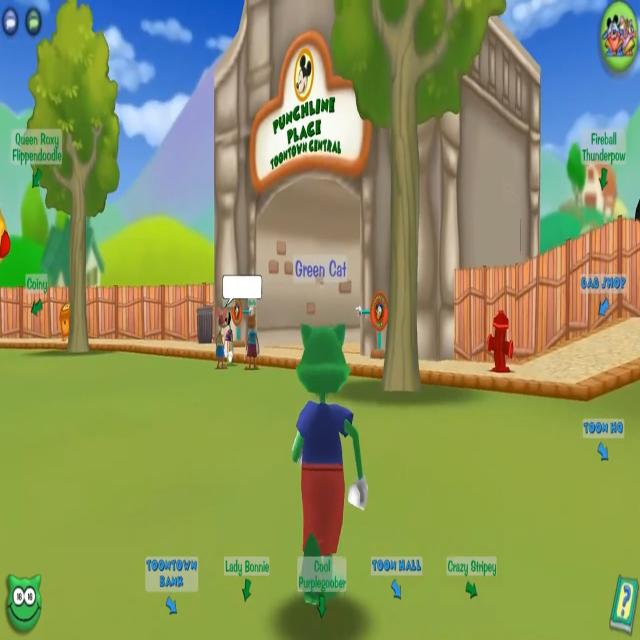 PUNCHLINE
PLACE
TOONTOWN CENTRAL
Queen Roxy
Flippendoodle
Fireball
Thunderpow
Green Cat
Coiny
GAG SHOP
TOON HQ
TOONTOWN
BANK
Lady Bonnie
Cool
Purplegoober
TOON HALL
Crazy Stripey
?